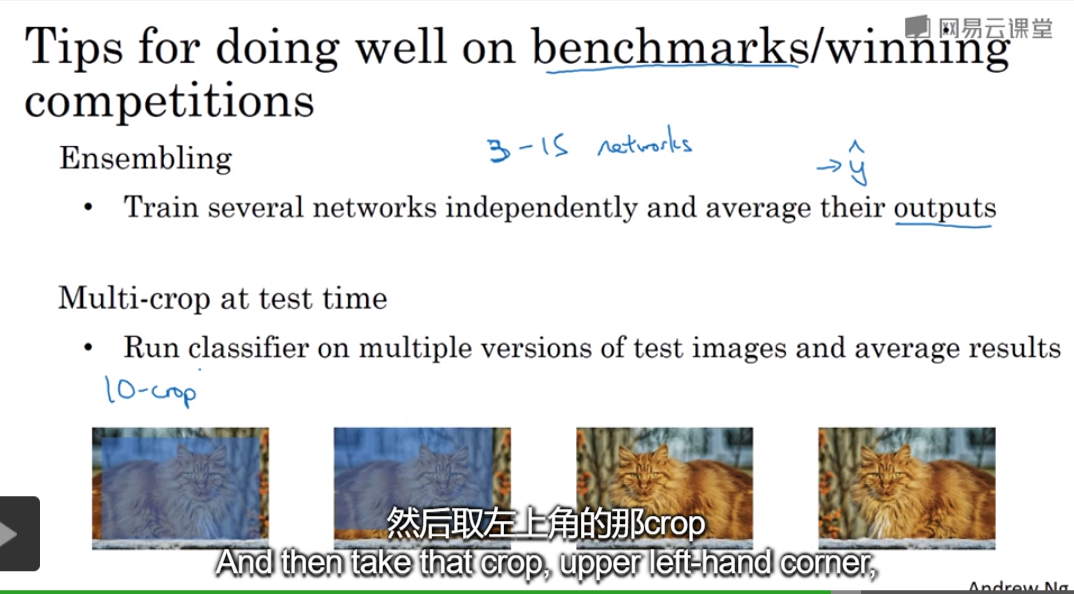 网易云课堂
Tips for doing well on benchmarks/winning
competitions
3-15 networks
→ ŷ
Ensembling
• Train several networks independently and average their outputs
Multi-crop at test time
• Run classifier on multiple versions of test images and average results
10-crop
然后取左上角的那crop
And then take that crop, upper left-hand corner,
Andrew Ng